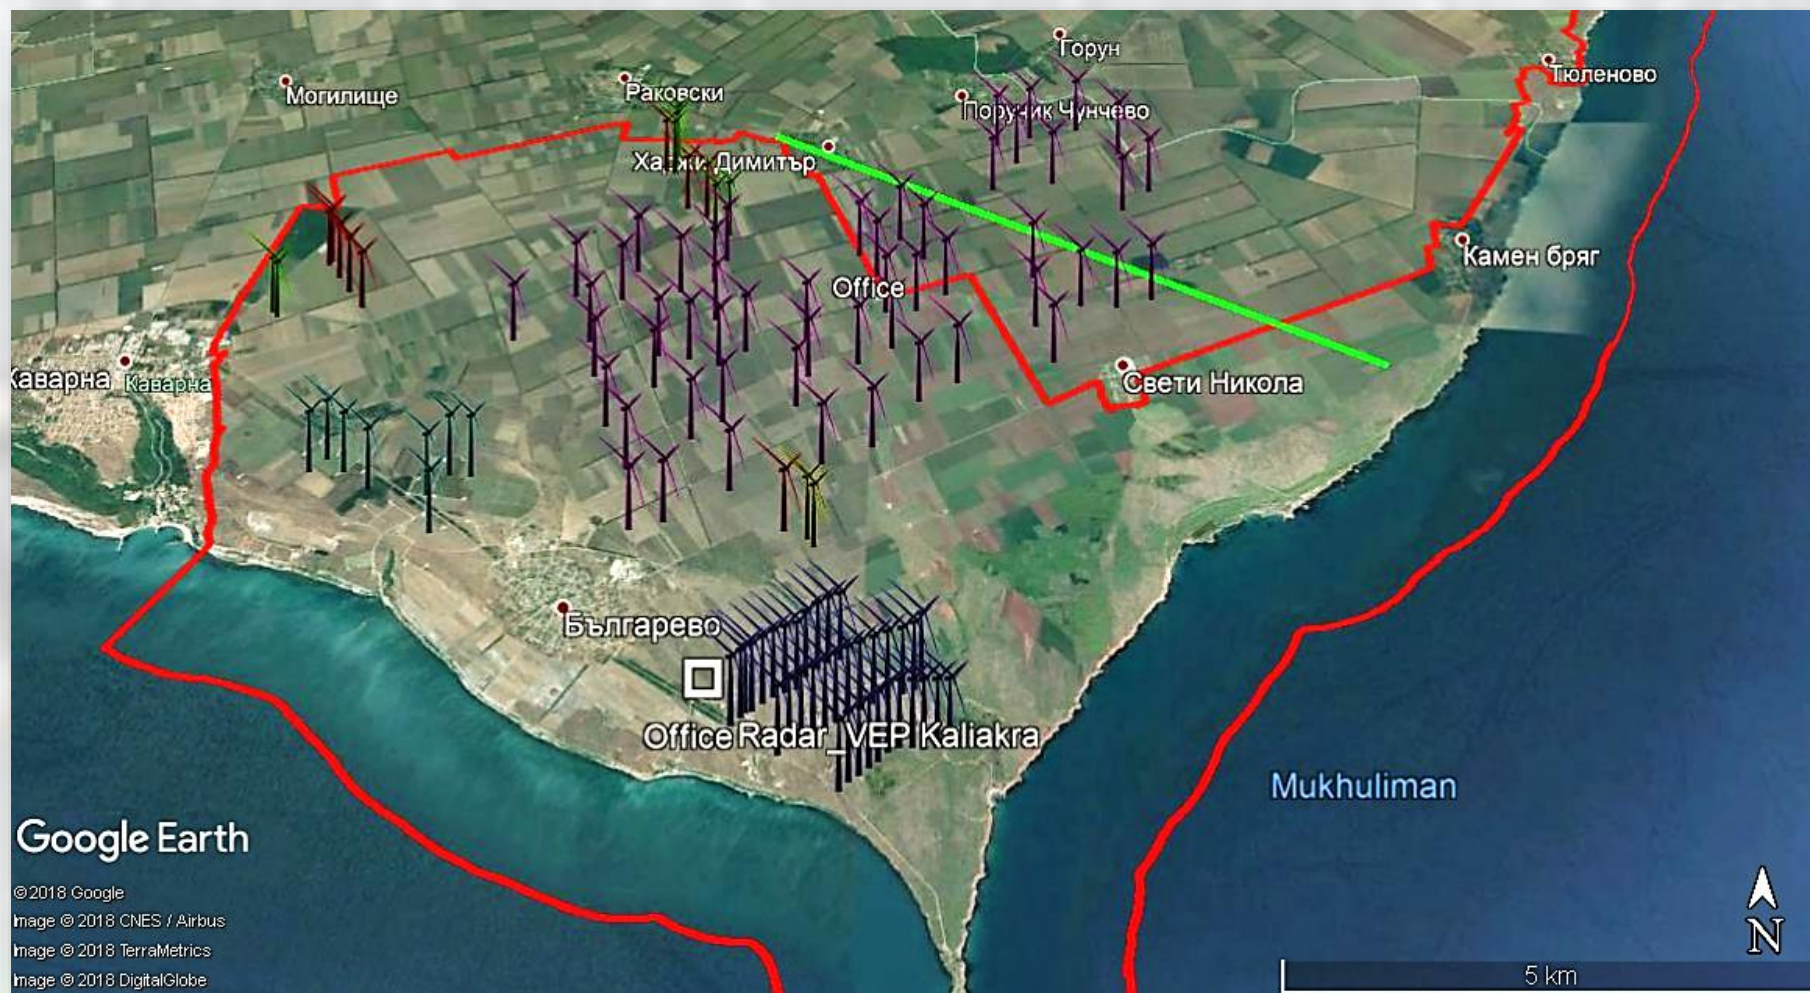 Горун
Тюленово
Могилище
Раковски
Поручик Чунчево
Хаджи Димитър
Камен бряг
Office
Каварна
Каварна
Свети Никола
Българево
Office Radar_VEP Kaliakra
Mukhuliman
Google Earth
©2018 Google
Image © 2018 CNES / Airbus
Image © 2018 TerraMetrics
Image © 2018 DigitalGlobe
N
5 km